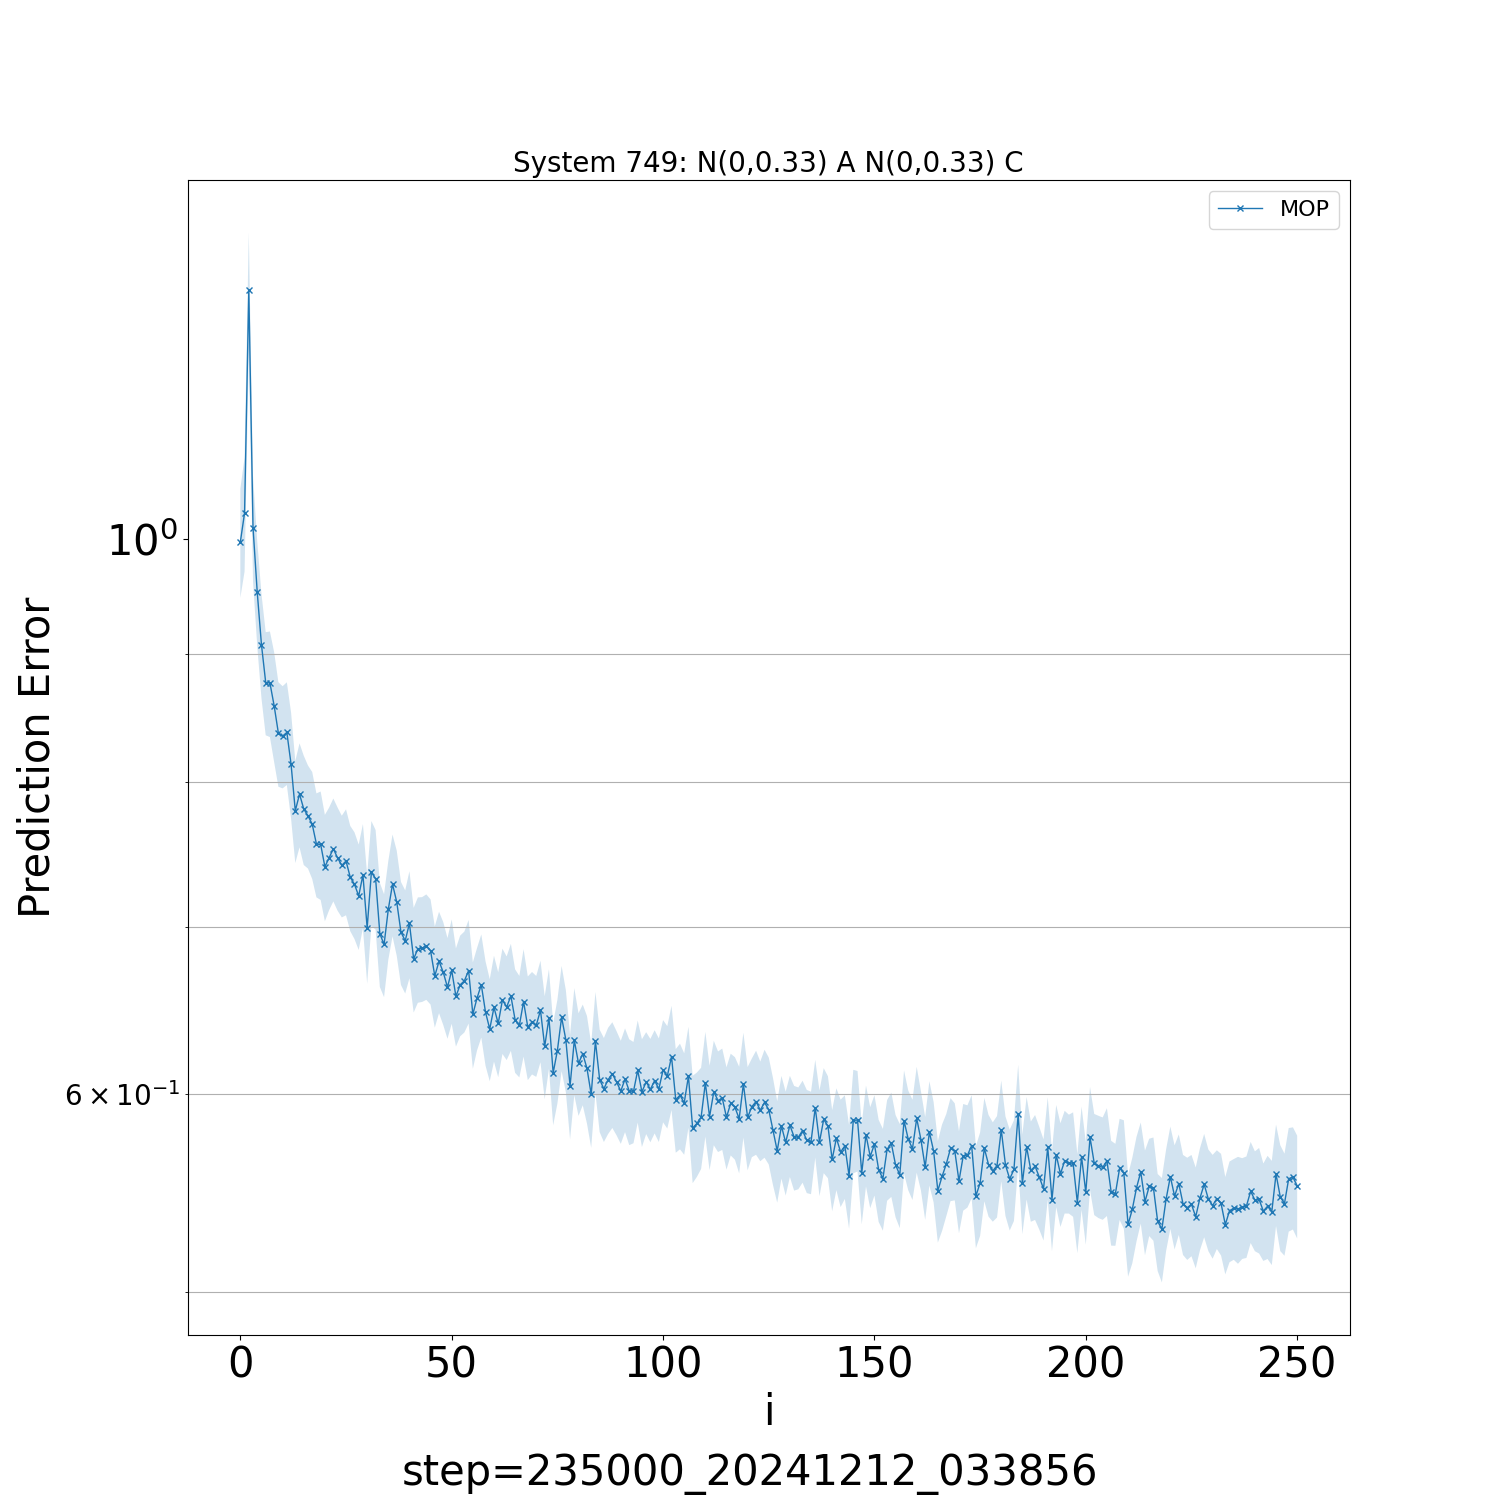 System 749: N(0,0.33) A N(0,0.33) C
MOP
10⁰
6 × 10⁻¹
Prediction Error
0 50 100 150 200 250
i
step=235000_20241212_033856